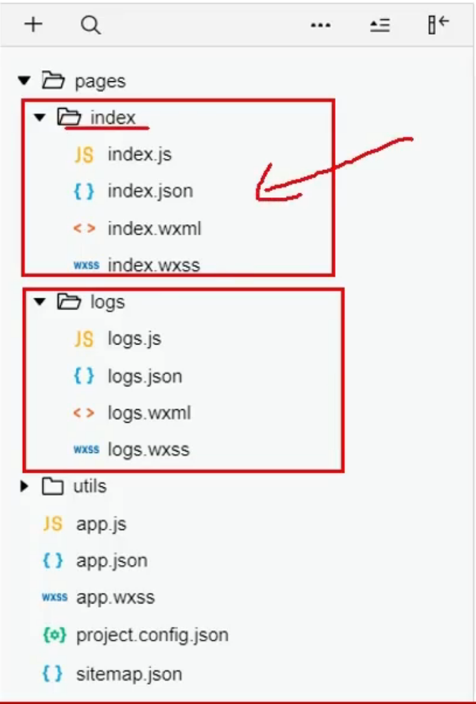 pages
index
JS index.js
{ } index.json
< > index.wxml
wxss index.wxss
logs
JS logs.js
{ } logs.json
< > logs.wxml
wxss logs.wxss
utils
JS app.js
{ } app.json
wxss app.wxss
{o} project.config.json
{ } sitemap.json